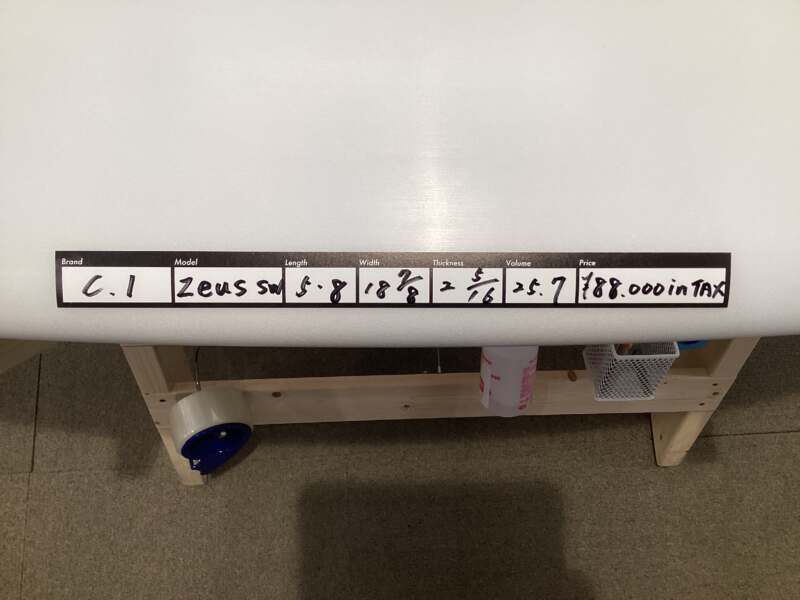 Brand Model Length Width Thickness Volume Price
C.I Zeus SW 5.8 18 7/8 2 5/16 25.7 ¥88.000 in TAX